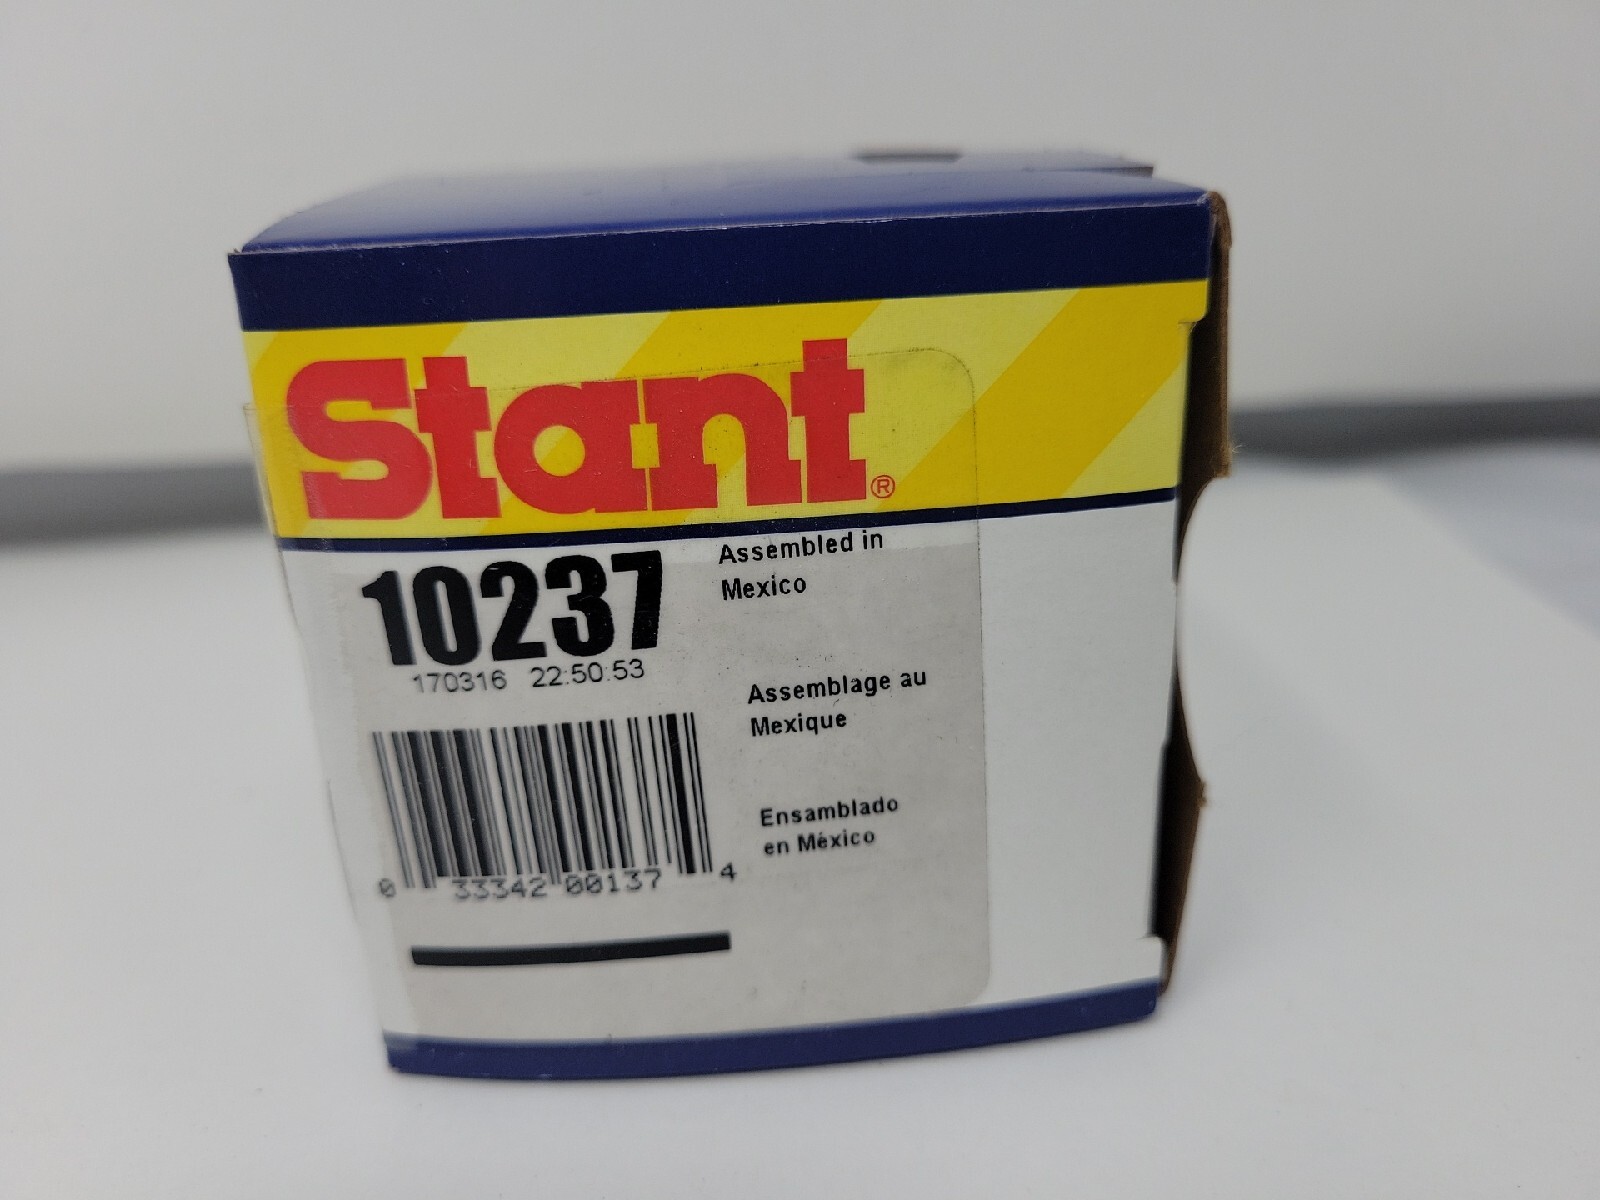 Stant®
10237
170316 22:50:53
Assembled in
Mexico
Assemblage au
Mexique
Ensamblado
en México
0 33342 00137 4